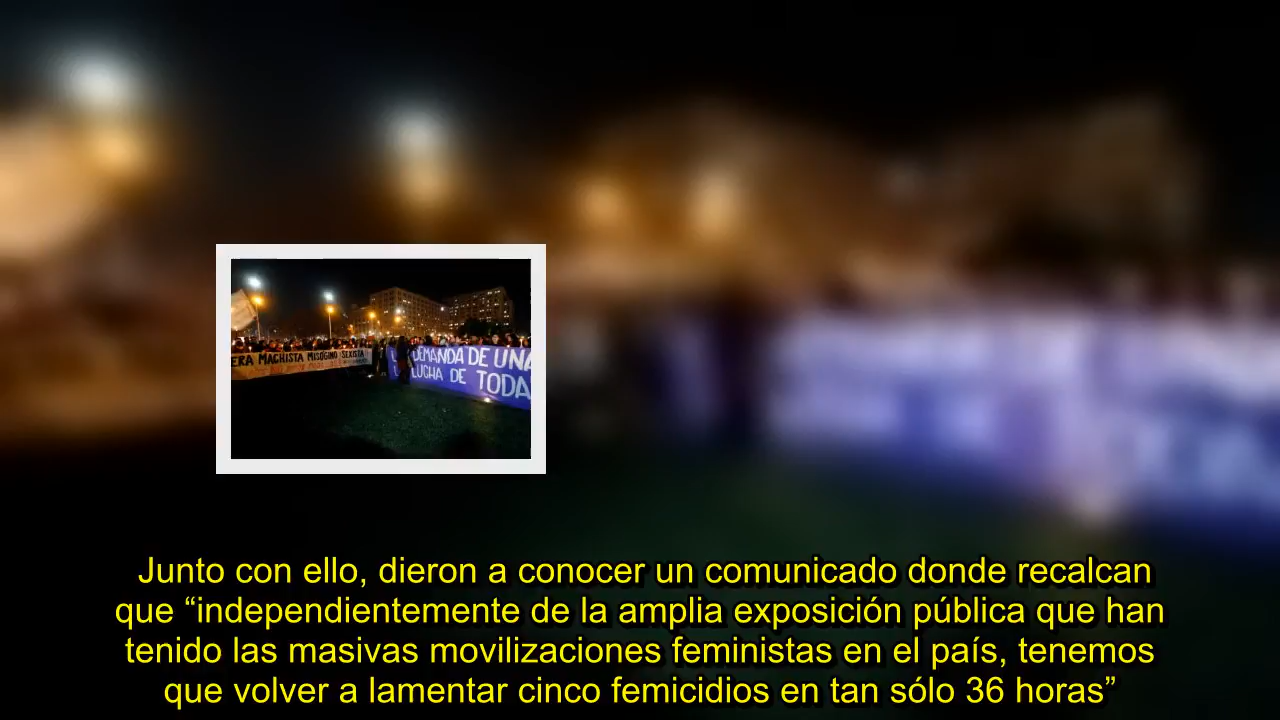 ERA MACHISTA MISÓGINO SEXISTA
DEMANDA DE UNA
LUCHA DE TODA
Junto con ello, dieron a conocer un comunicado donde recalcan
que “independientemente de la amplia exposición pública que han
tenido las masivas movilizaciones feministas en el país, tenemos
que volver a lamentar cinco femicidios en tan sólo 36 horas”